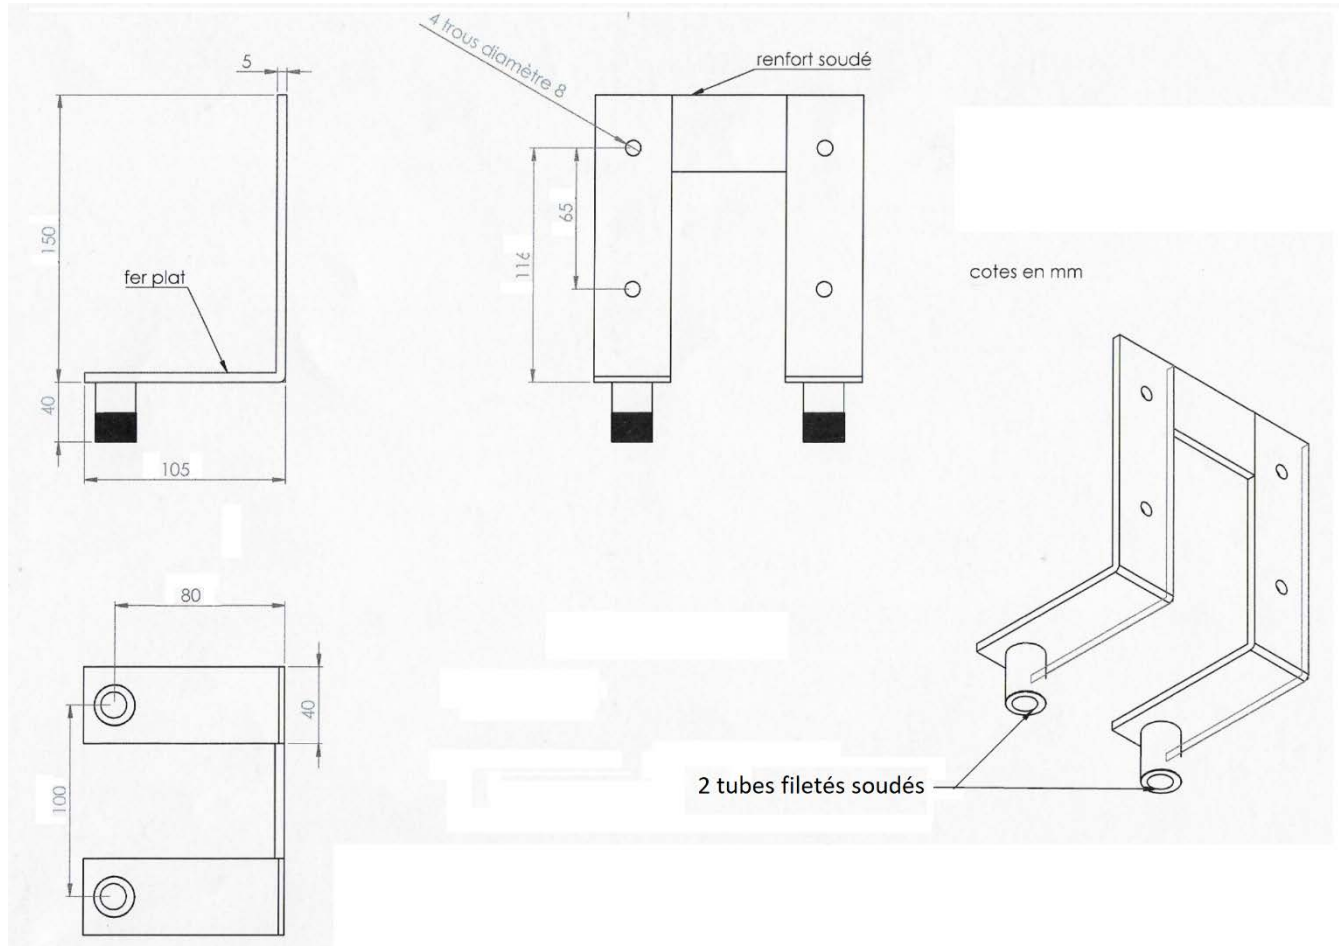 4 trous diamètre 8
5
renfort soudé
150
65
116
fer plat
cotes en mm
40
105
80
40
100
2 tubes filetés soudés